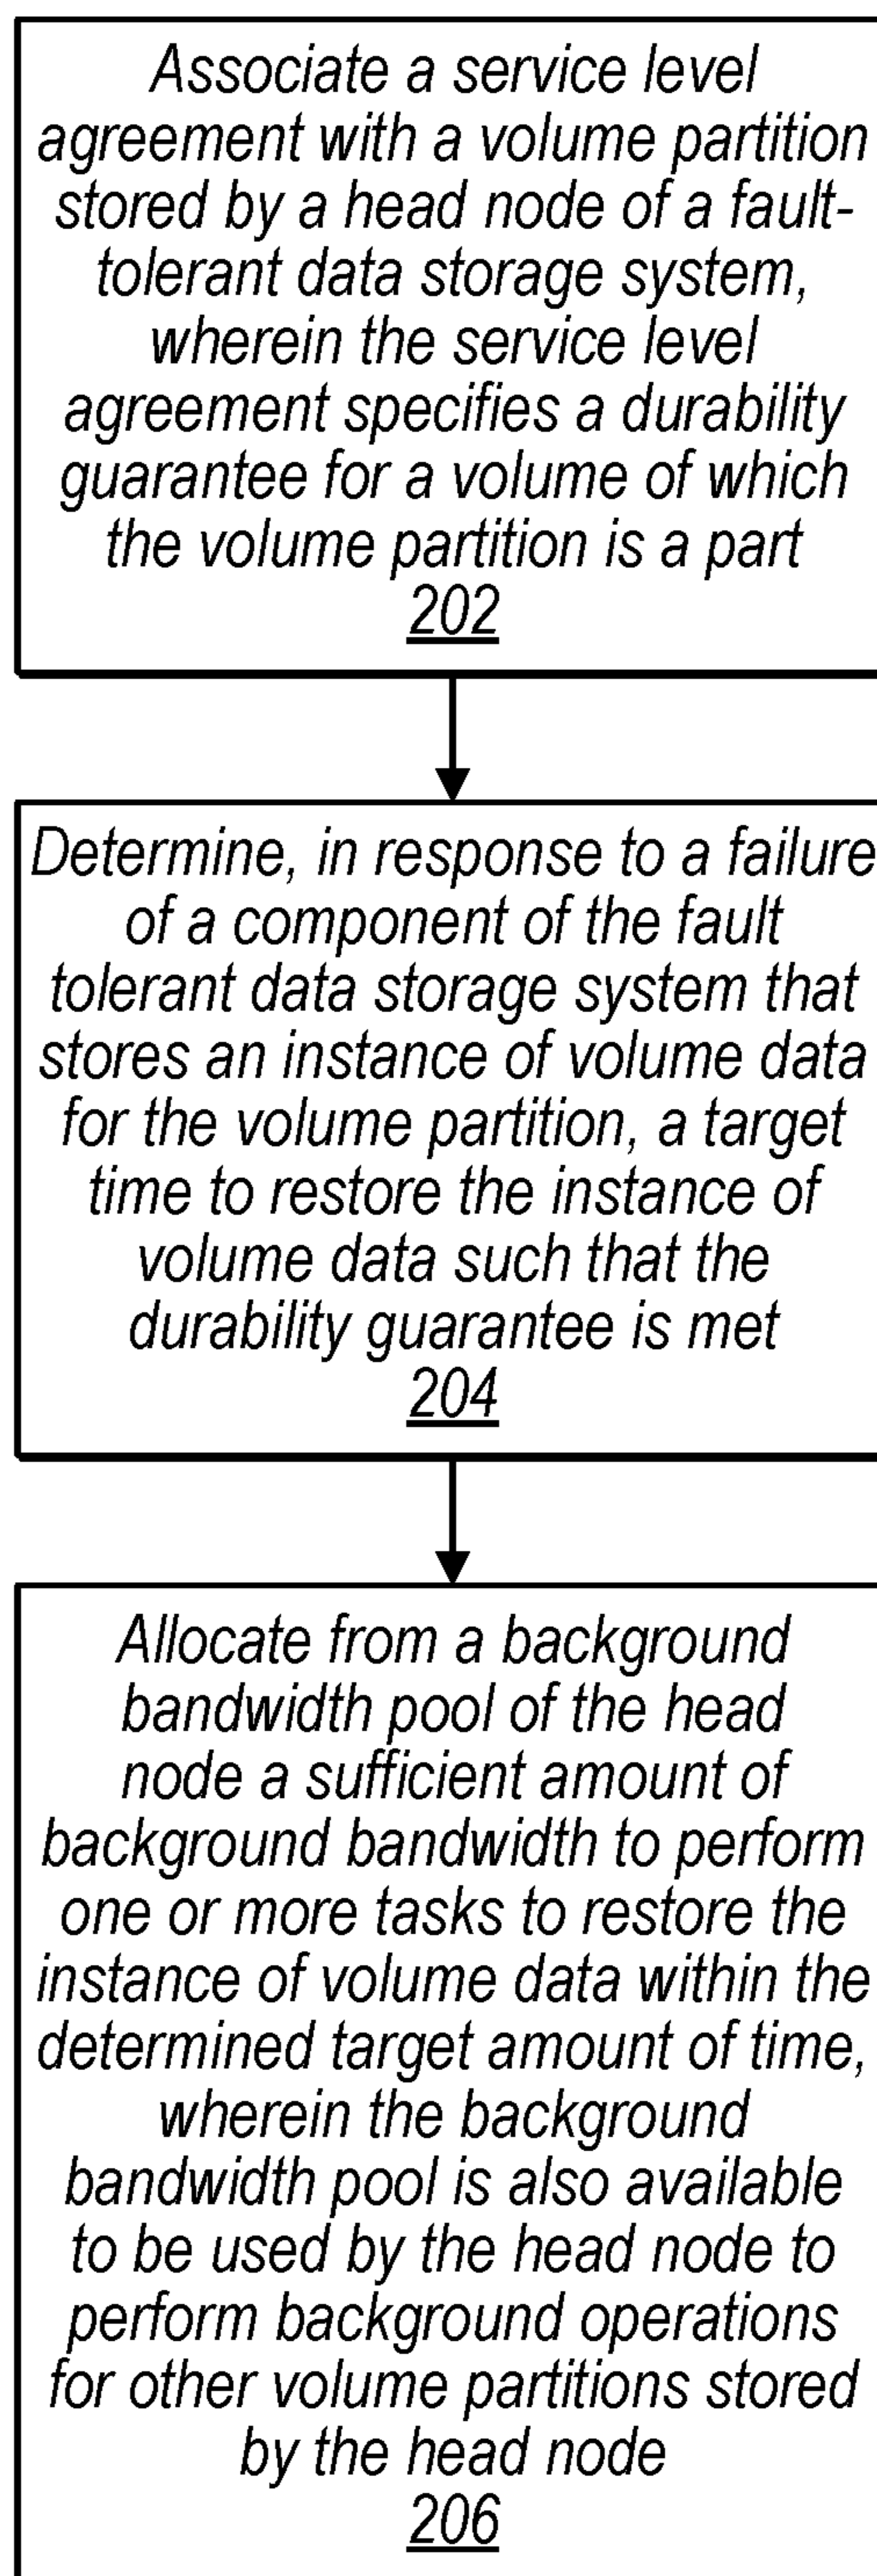 Associate a service level
agreement with a volume partition
stored by a head node of a fault-
tolerant data storage system,
wherein the service level
agreement specifies a durability
guarantee for a volume of which
the volume partition is a part
202
Determine, in response to a failure
of a component of the fault
tolerant data storage system that
stores an instance of volume data
for the volume partition, a target
time to restore the instance of
volume data such that the
durability guarantee is met
204
Allocate from a background
bandwidth pool of the head
node a sufficient amount of
background bandwidth to perform
one or more tasks to restore the
instance of volume data within the
determined target amount of time,
wherein the background
bandwidth pool is also available
to be used by the head node to
perform background operations
for other volume partitions stored
by the head node
206